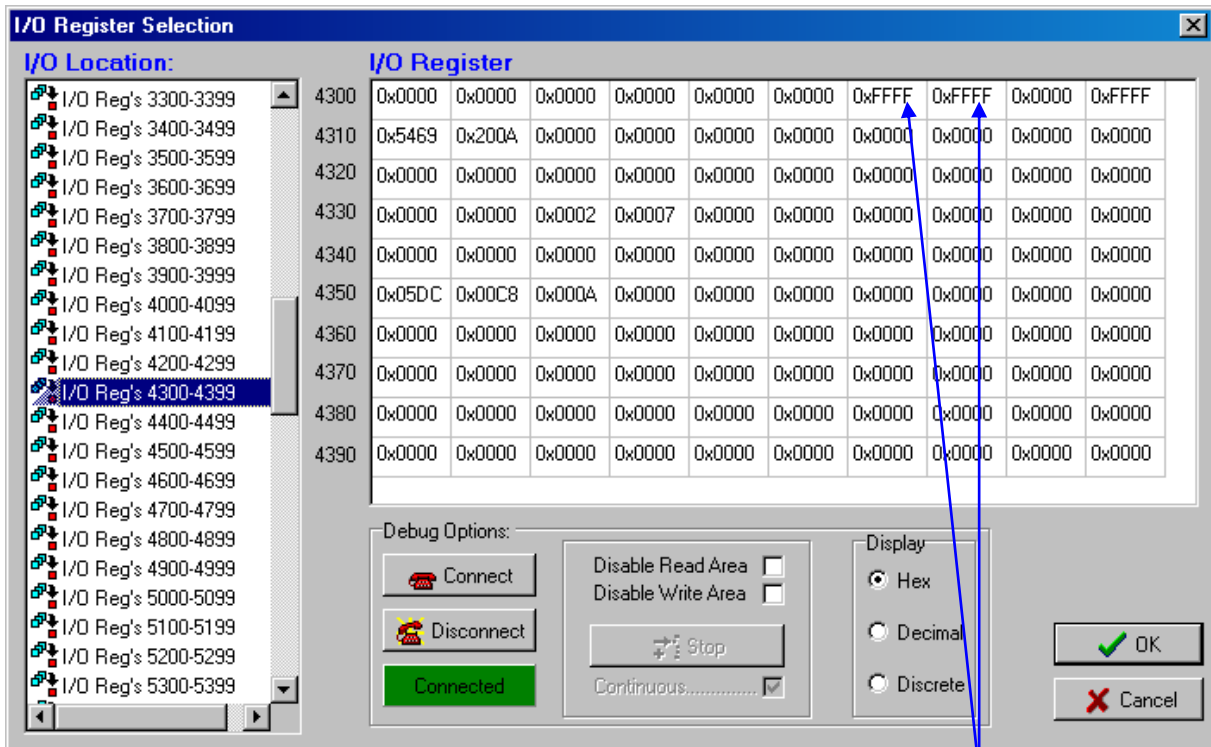 I/O Register Selection
I/O Location:
I/O Reg's 3300-3399
I/O Reg's 3400-3499
I/O Reg's 3500-3599
I/O Reg's 3600-3699
I/O Reg's 3700-3799
I/O Reg's 3800-3899
I/O Reg's 3900-3999
I/O Reg's 4000-4099
I/O Reg's 4100-4199
I/O Reg's 4200-4299
I/O Reg's 4300-4399
I/O Reg's 4400-4499
I/O Reg's 4500-4599
I/O Reg's 4600-4699
I/O Reg's 4700-4799
I/O Reg's 4800-4899
I/O Reg's 4900-4999
I/O Reg's 5000-5099
I/O Reg's 5100-5199
I/O Reg's 5200-5299
I/O Reg's 5300-5399
I/O Register
4300 0x0000 0x0000 0x0000 0x0000 0x0000 0x0000 0xFFFF 0xFFFF 0x0000 0xFFFF
4310 0x5469 0x200A 0x0000 0x0000 0x0000 0x0000 0x0000 0x0000 0x0000 0x0000
4320 0x0000 0x0000 0x0000 0x0000 0x0000 0x0000 0x0000 0x0000 0x0000 0x0000
4330 0x0000 0x0000 0x0002 0x0007 0x0000 0x0000 0x0000 0x0000 0x0000 0x0000
4340 0x0000 0x0000 0x0000 0x0000 0x0000 0x0000 0x0000 0x0000 0x0000 0x0000
4350 0x05DC 0x00C8 0x000A 0x0000 0x0000 0x0000 0x0000 0x0000 0x0000 0x0000
4360 0x0000 0x0000 0x0000 0x0000 0x0000 0x0000 0x0000 0x0000 0x0000 0x0000
4370 0x0000 0x0000 0x0000 0x0000 0x0000 0x0000 0x0000 0x0000 0x0000 0x0000
4380 0x0000 0x0000 0x0000 0x0000 0x0000 0x0000 0x0000 0x0000 0x0000 0x0000
4390 0x0000 0x0000 0x0000 0x0000 0x0000 0x0000 0x0000 0x0000 0x0000 0x0000
Debug Options:
Connect
Disconnect
Connected
Disable Read Area
Disable Write Area
Stop
Continuous..............
Display
Hex
Decimal
Discrete
OK
Cancel